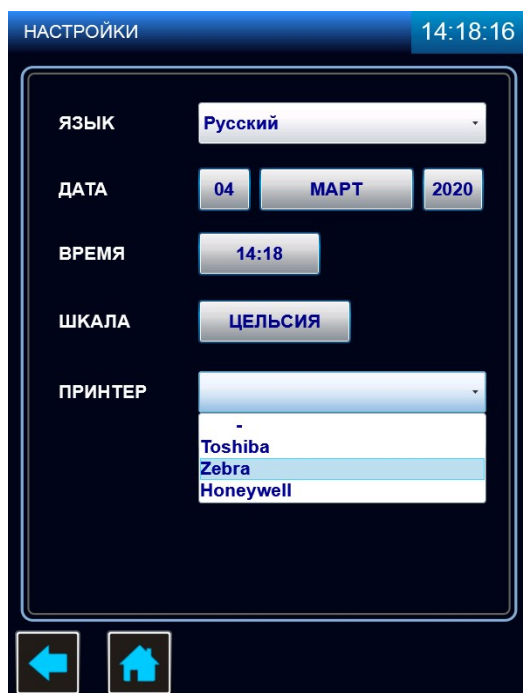 НАСТРОЙКИ 14:18:16
ЯЗЫК Русский
ДАТА 04 МАРТ 2020
ВРЕМЯ 14:18
ШКАЛА ЦЕЛЬСИЯ
ПРИНТЕР
-
Toshiba
Zebra
Honeywell